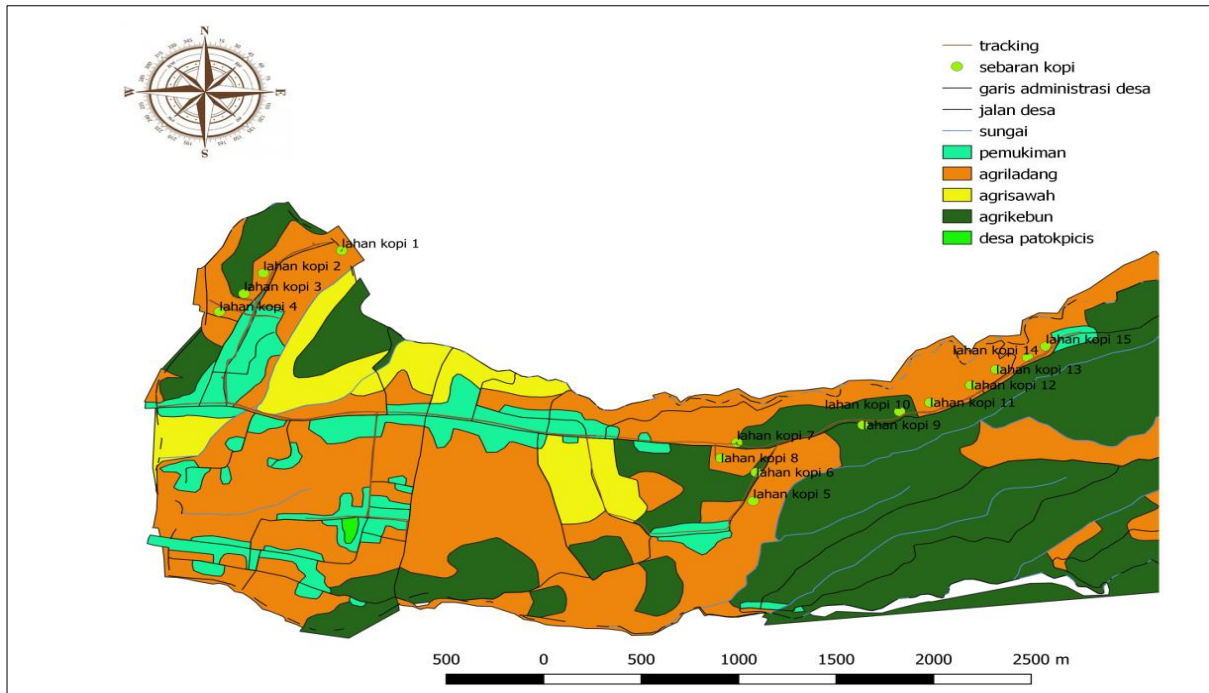 N
W
E
S
tracking
sebaran kopi
garis administrasi desa
jalan desa
sungai
pemukiman
agriladang
agrisawah
agrikebun
desa patokpicis
lahan kopi 1
lahan kopi 2
lahan kopi 3
lahan kopi 4
lahan kopi 15
lahan kopi 14
lahan kopi 13
lahan kopi 12
lahan kopi 11
lahan kopi 10
lahan kopi 9
lahan kopi 7
lahan kopi 8
lahan kopi 6
lahan kopi 5
500 0 500 1000 1500 2000 2500 m